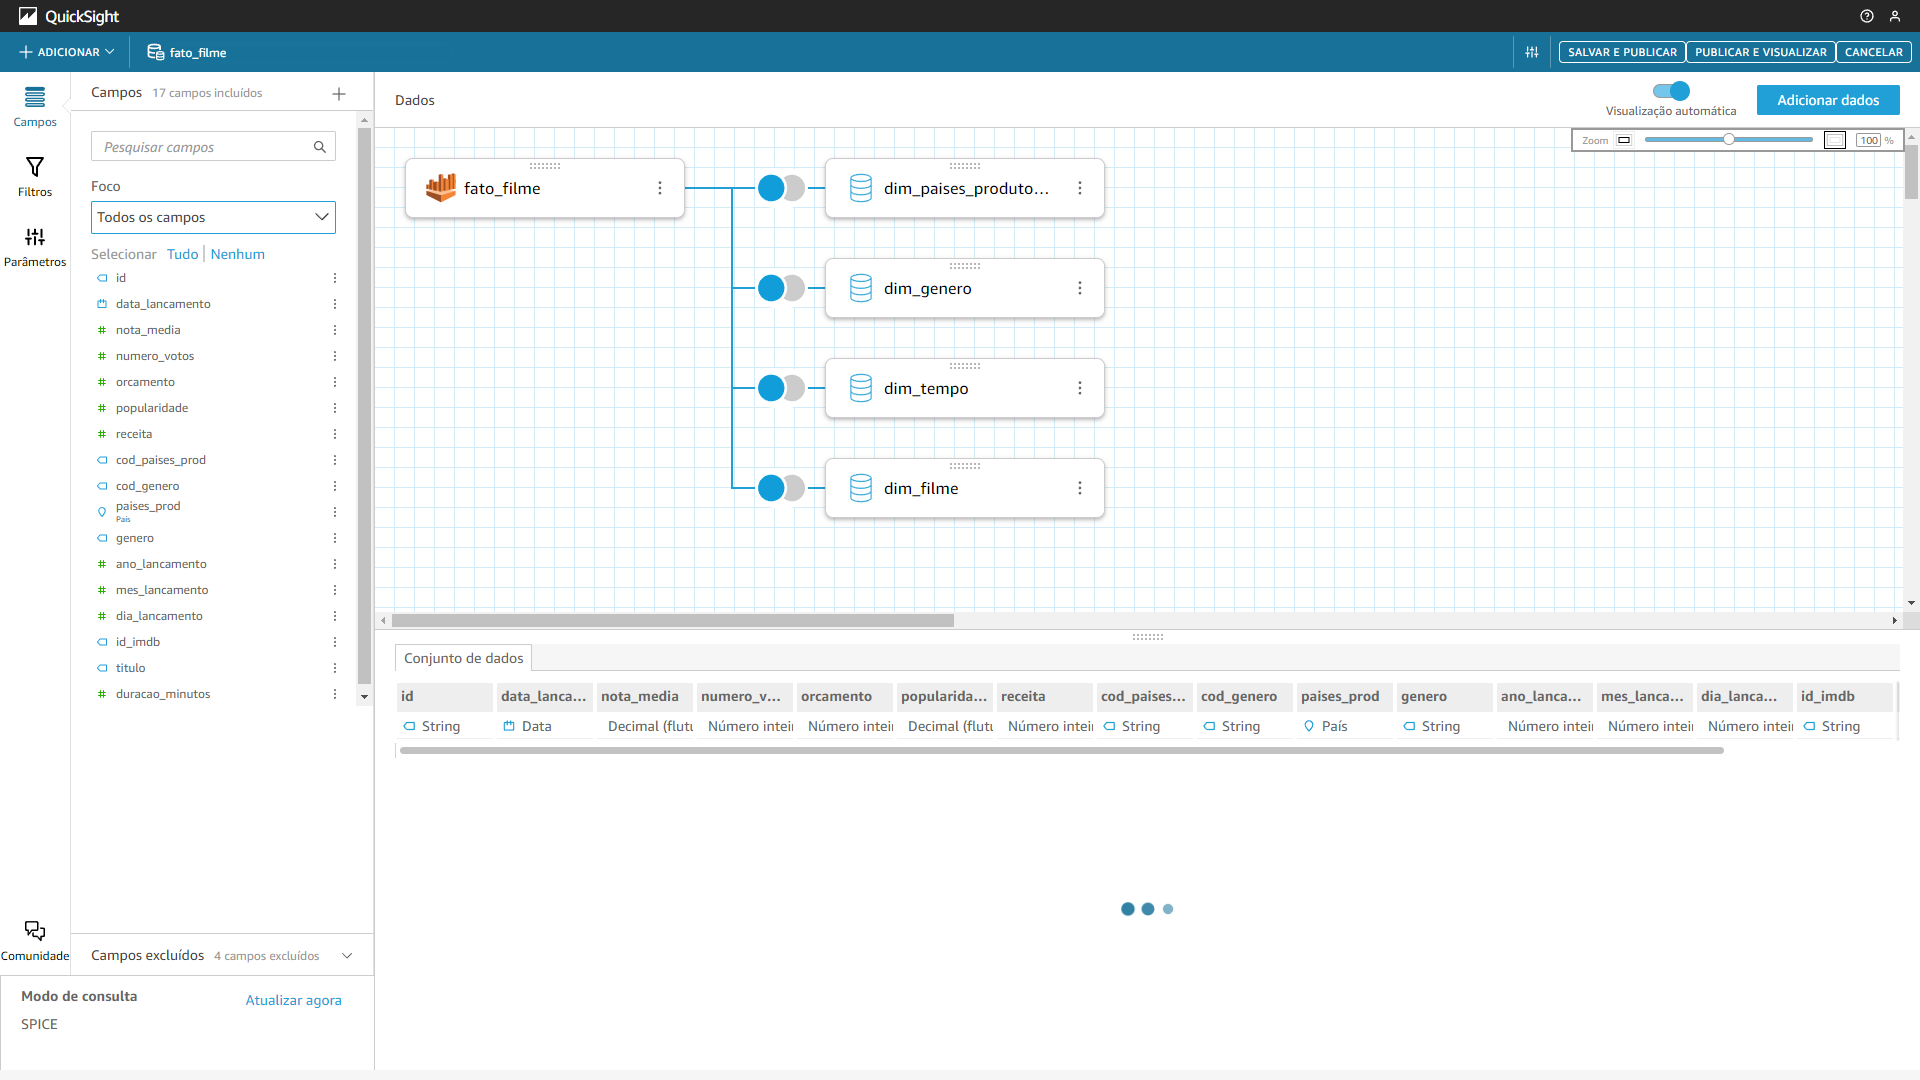 QuickSight
ADICIONAR
fato_filme
SALVAR E PUBLICAR
PUBLICAR E VISUALIZAR
CANCELAR
Campos
Filtros
Parâmetros
Comunidade
Campos 17 campos incluídos
Pesquisar campos
Foco
Todos os campos
Selecionar Tudo Nenhum
id
data_lancamento
nota_media
numero_votos
orcamento
popularidade
receita
cod_paises_prod
cod_genero
paises_prod
País
genero
ano_lancamento
mes_lancamento
dia_lancamento
id_imdb
titulo
duracao_minutos
Campos excluídos 4 campos excluídos
Modo de consulta
Atualizar agora
SPICE
Dados
Visualização automática
Adicionar dados
Zoom 100 %
fato_filme
dim_paises_produto...
dim_genero
dim_tempo
dim_filme
Conjunto de dados
id data_lanca... nota_media numero_v... orcamento popularida... receita cod_paises... cod_genero paises_prod genero ano_lanca... mes_lanca... dia_lanca... id_imdb
String Data Decimal (flutu Número intei Número intei Decimal (flutu Número intei String String País String Número intei Número intei Número intei String